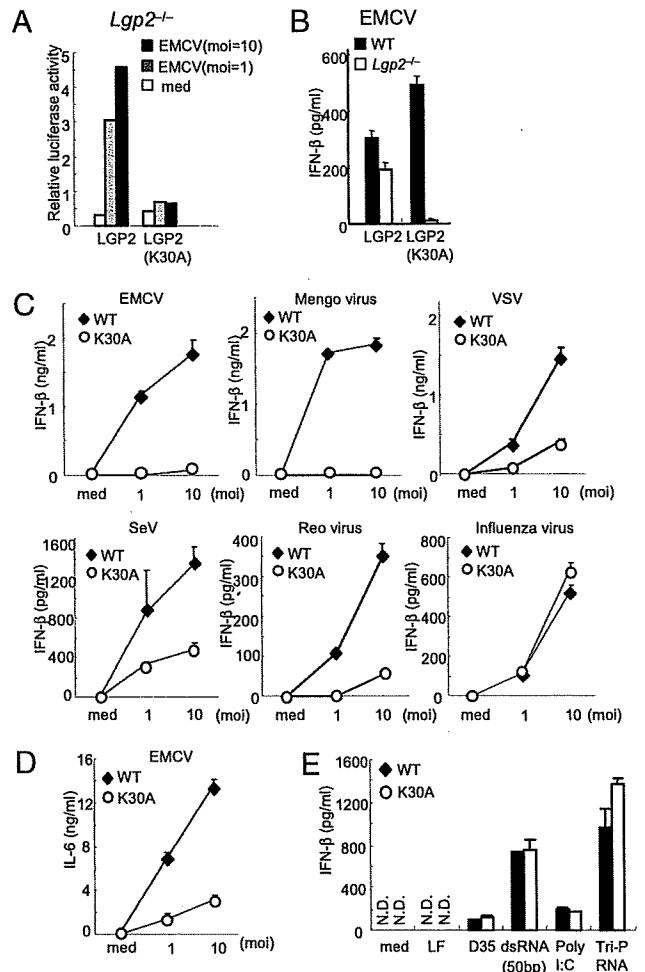 A
Lgp2–/–
EMCV(moi=10)
EMCV(moi=1)
med
Relative luciferase activity
5
4
3
2
1
0
LGP2
LGP2
(K30A)
B
EMCV
WT
Lgp2–/–
IFN-β (pg/ml)
600
400
200
0
LGP2
LGP2
(K30A)
C
EMCV
WT
K30A
IFN-β (ng/ml)
2
1
0
med 1 10 (moi)
Mengo virus
WT
K30A
IFN-β (ng/ml)
2
1
0
med 1 10 (moi)
VSV
WT
K30A
IFN-β (ng/ml)
2
1
0
med 1 10 (moi)
SeV
WT
K30A
IFN-β (pg/ml)
1600
1200
800
400
0
med 1 10 (moi)
Reo virus
WT
K30A
IFN-β (pg/ml)
400
300
200
100
0
med 1 10 (moi)
Influenza virus
WT
K30A
IFN-β (pg/ml)
800
600
400
200
0
med 1 10 (moi)
D
EMCV
WT
K30A
IL-6 (ng/ml)
16
12
8
4
0
med 1 10 (moi)
E
WT
K30A
IFN-β (pg/ml)
1600
1200
800
400
0
N.D.
N.D.
N.D.
N.D.
med LF D35 dsRNA Poly Tri-P
(50bp) I:C RNA